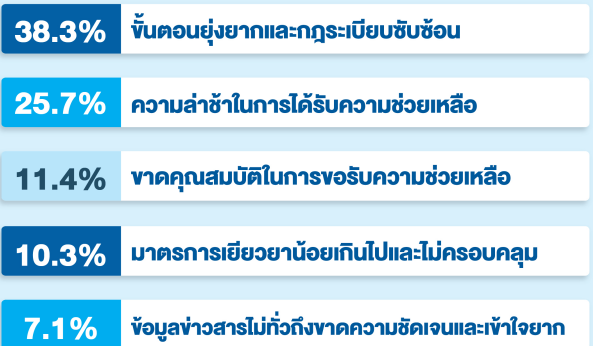 38.3% ขั้นตอนยุ่งยากและกฎระเบียบซับซ้อน
25.7% ความล่าช้าในการได้รับความช่วยเหลือ
11.4% ขาดคุณสมบัติในการขอรับความช่วยเหลือ
10.3% มาตรการเยียวยาน้อยเกินไปและไม่ครอบคลุม
7.1% ข้อมูลข่าวสารไม่ทั่วถึงขาดความชัดเจนและเข้าใจยาก